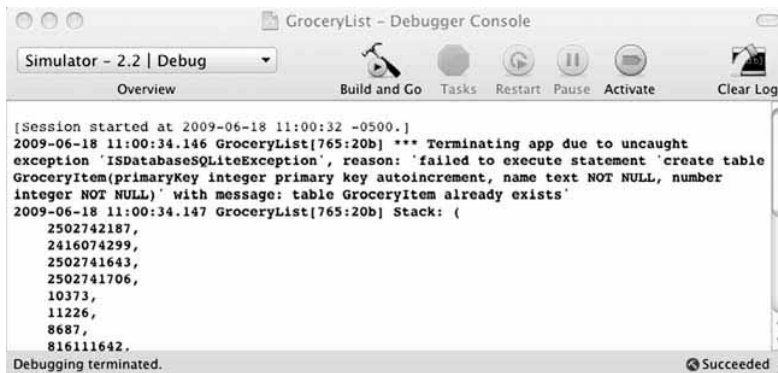 GroceryList – Debugger Console
Simulator – 2.2 | Debug
Overview
Build and Go
Tasks
Restart
Pause
Activate
Clear Log
[Session started at 2009-06-18 11:00:32 -0500.]
2009-06-18 11:00:34.146 GroceryList[765:20b] *** Terminating app due to uncaught
exception 'ISDatabaseSQLiteException', reason: 'failed to execute statement 'create table
GroceryItem(primaryKey integer primary key autoincrement, name text NOT NULL, number
integer NOT NULL)' with message: table GroceryItem already exists'
2009-06-18 11:00:34.147 GroceryList[765:20b] Stack: (
2502742187,
2416074299,
2502741643,
2502741706,
10373,
11226,
8687,
816111642,
Debugging terminated.
Succeeded